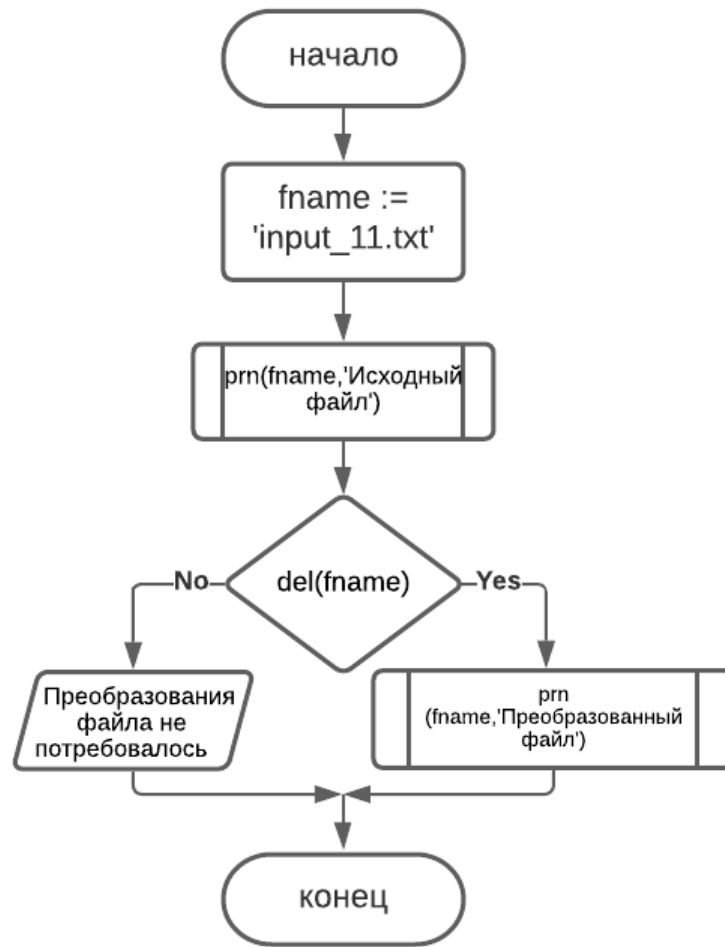 начало
fname :=
'input_11.txt'
prn(fname,'Исходный
файл')
del(fname)
No
Yes
Преобразования
файла не
потребовалось
prn
(fname,'Преобразованный
файл')
конец